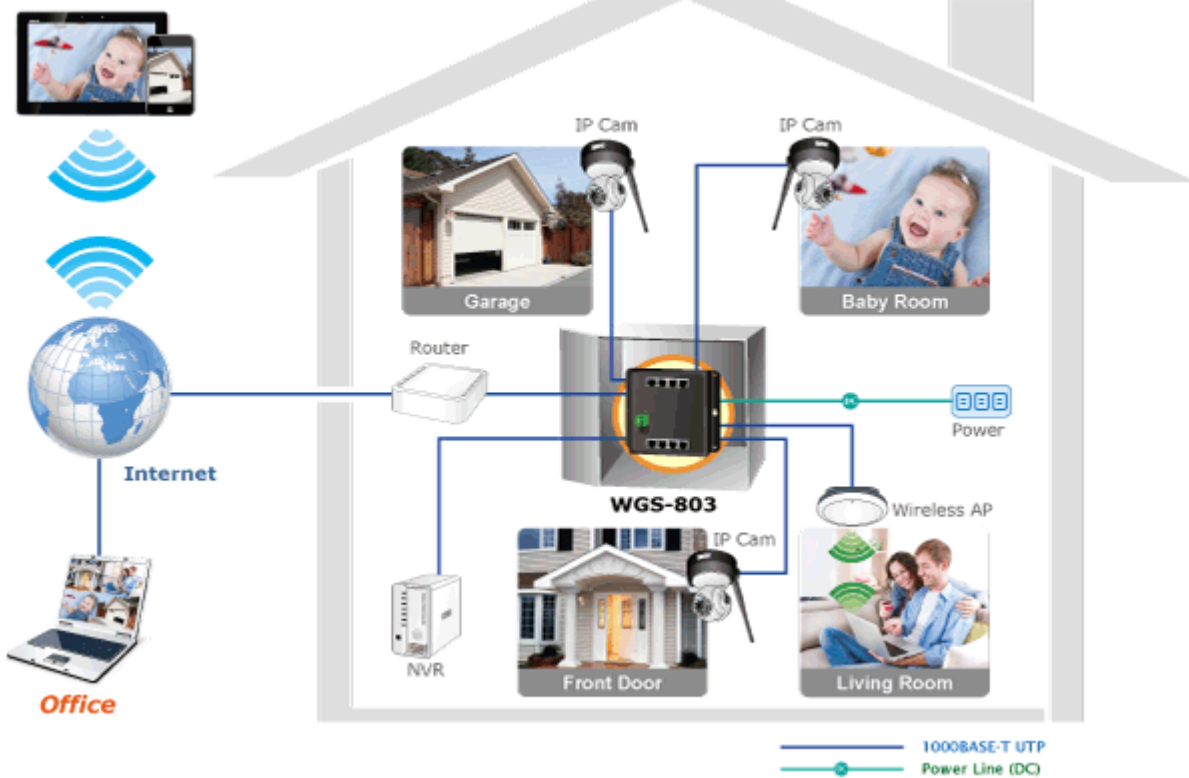 IP Cam
IP Cam
Garage
Baby Room
Router
Power
Internet
WGS-803
Wireless AP
IP Cam
NVR
Front Door
Living Room
Office
1000BASE-T UTP
DC
Power Line (DC)